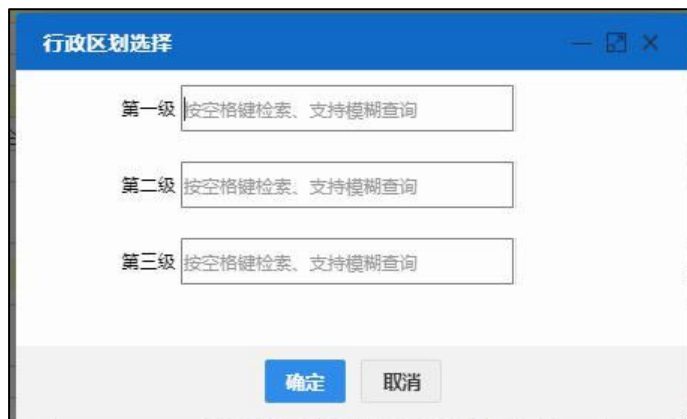 行政区划选择
第一级 按空格键检索、支持模糊查询
第二级 按空格键检索、支持模糊查询
第三级 按空格键检索、支持模糊查询
确定 取消